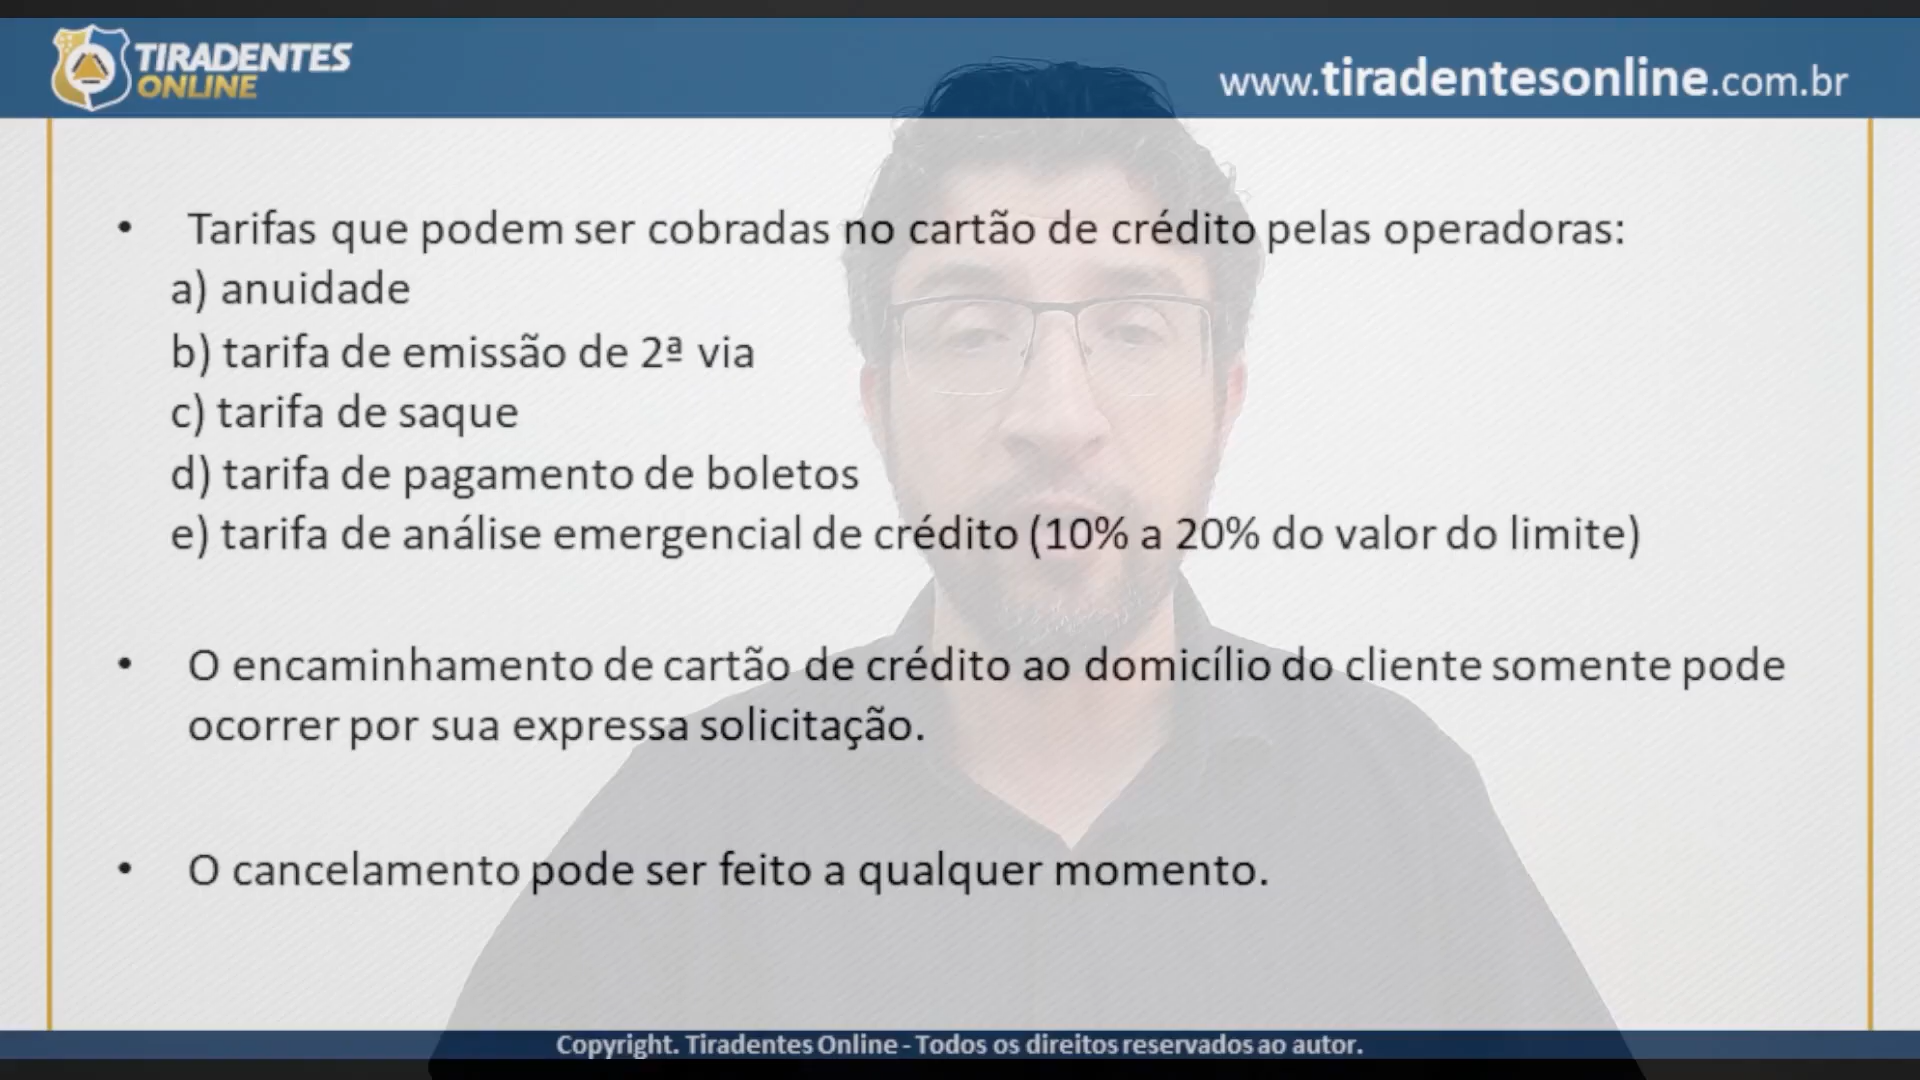 TIRADENTES
ONLINE
www.tiradentesonline.com.br
• Tarifas que podem ser cobradas no cartão de crédito pelas operadoras:
a) anuidade
b) tarifa de emissão de 2ª via
c) tarifa de saque
d) tarifa de pagamento de boletos
e) tarifa de análise emergencial de crédito (10% a 20% do valor do limite)
• O encaminhamento de cartão de crédito ao domicílio do cliente somente pode
ocorrer por sua expressa solicitação.
• O cancelamento pode ser feito a qualquer momento.
Copyright. Tiradentes Online - Todos os direitos reservados ao autor.